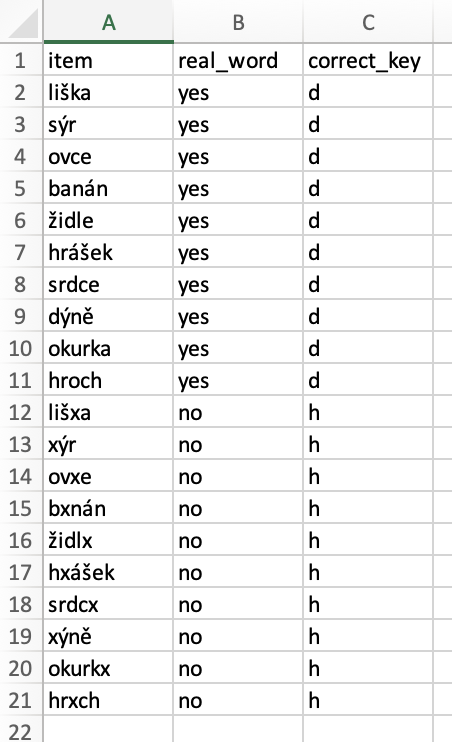 A B C
1 item real_word correct_key
2 liška yes d
3 sýr yes d
4 ovce yes d
5 banán yes d
6 židle yes d
7 hrášek yes d
8 srdce yes d
9 dýně yes d
10 okurka yes d
11 hroch yes d
12 lišxa no h
13 xýr no h
14 ovxe no h
15 bxnán no h
16 židlx no h
17 hxášek no h
18 srdcx no h
19 xýně no h
20 okurkx no h
21 hrxch no h
22